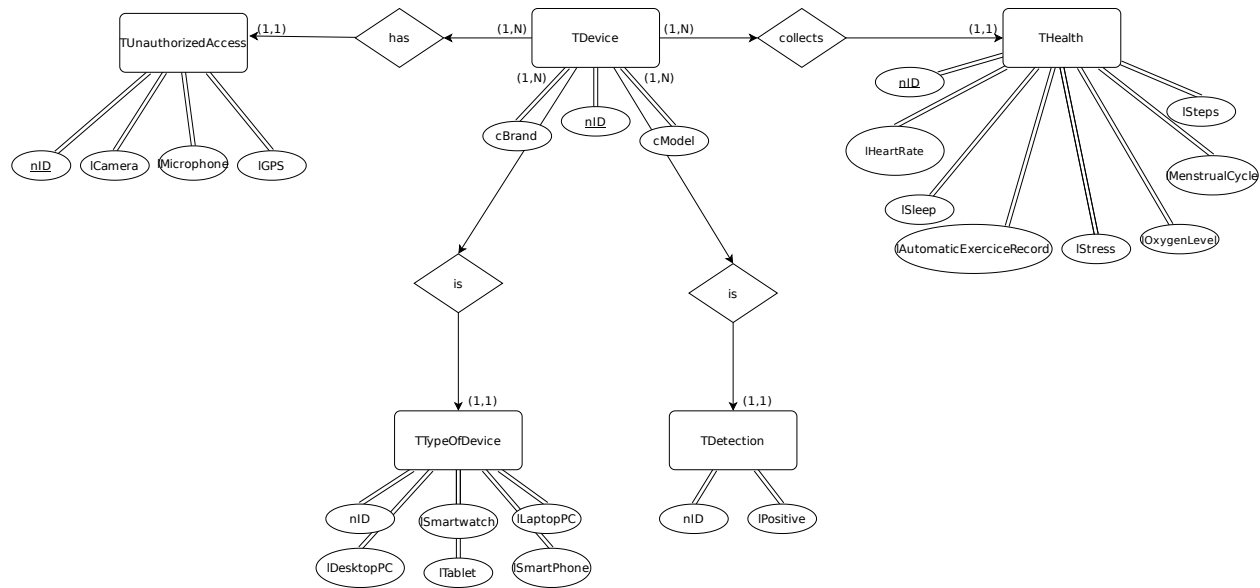 (1,1)
has
(1,N)
TDevice
(1,N)
collects
(1,1)
THealth
TUnauthorizedAccess
(1,N)
(1,N)
nID
nID
cBrand
cModel
lSteps
lHeartRate
nID
lCamera
lMicrophone
lGPS
lMenstrualCycle
lSleep
lAutomaticExerciceRecord
lStress
lOxygenLevel
is
is
(1,1)
(1,1)
TTypeOfDevice
TDetection
nID
lSmartwatch
lLaptopPC
nID
lPositive
lDesktopPC
lTablet
lSmartPhone